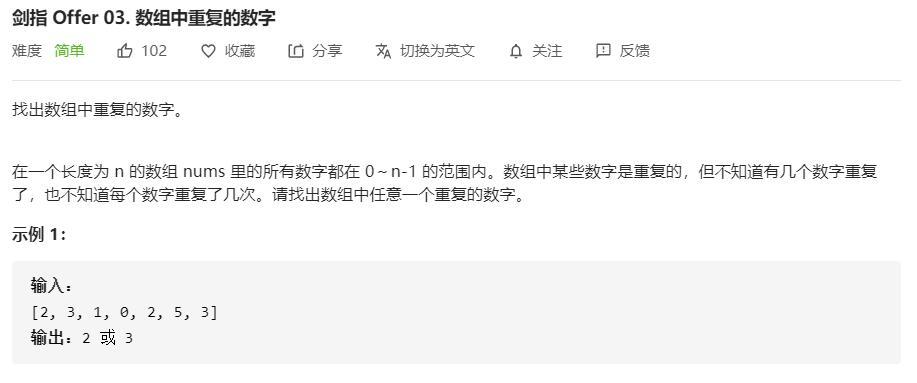 剑指 Offer 03. 数组中重复的数字
难度 简单 102 收藏 分享 切换为英文 关注 反馈
找出数组中重复的数字。
在一个长度为 n 的数组 nums 里的所有数字都在 0～n-1 的范围内。数组中某些数字是重复的，但不知道有几个数字重复
了，也不知道每个数字重复了几次。请找出数组中任意一个重复的数字。
示例 1：
输入：
[2, 3, 1, 0, 2, 5, 3]
输出：2 或 3